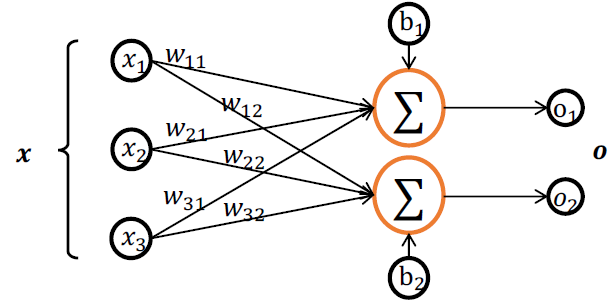 b₁
x₁ w₁₁
w₁₂
∑ o₁
w₂₁
x x₂ o
w₂₂
w₃₁ ∑ o₂
w₃₂
x₃
b₂